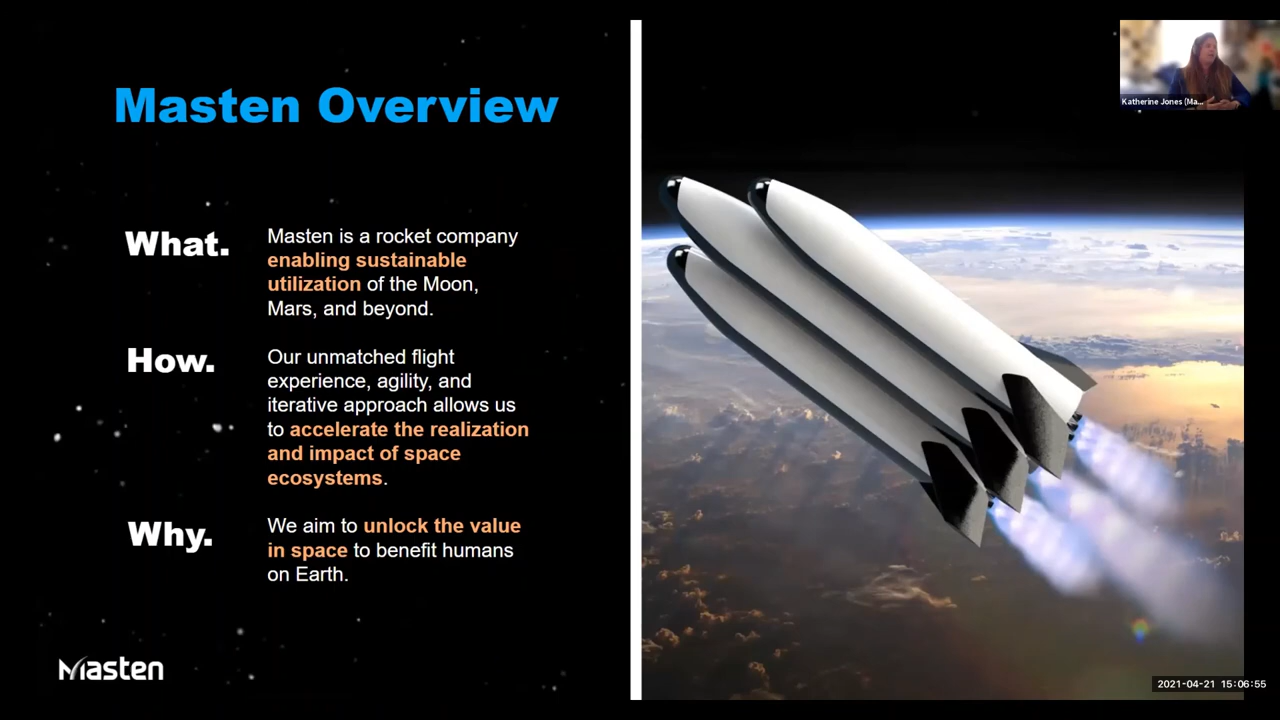 Masten Overview
What.
Masten is a rocket company
enabling sustainable
utilization of the Moon,
Mars, and beyond.
How.
Our unmatched flight
experience, agility, and
iterative approach allows us
to accelerate the realization
and impact of space
ecosystems.
Why.
We aim to unlock the value
in space to benefit humans
on Earth.
Masten
Katherine Jones (Ma...
2021-04-21 15:06:55